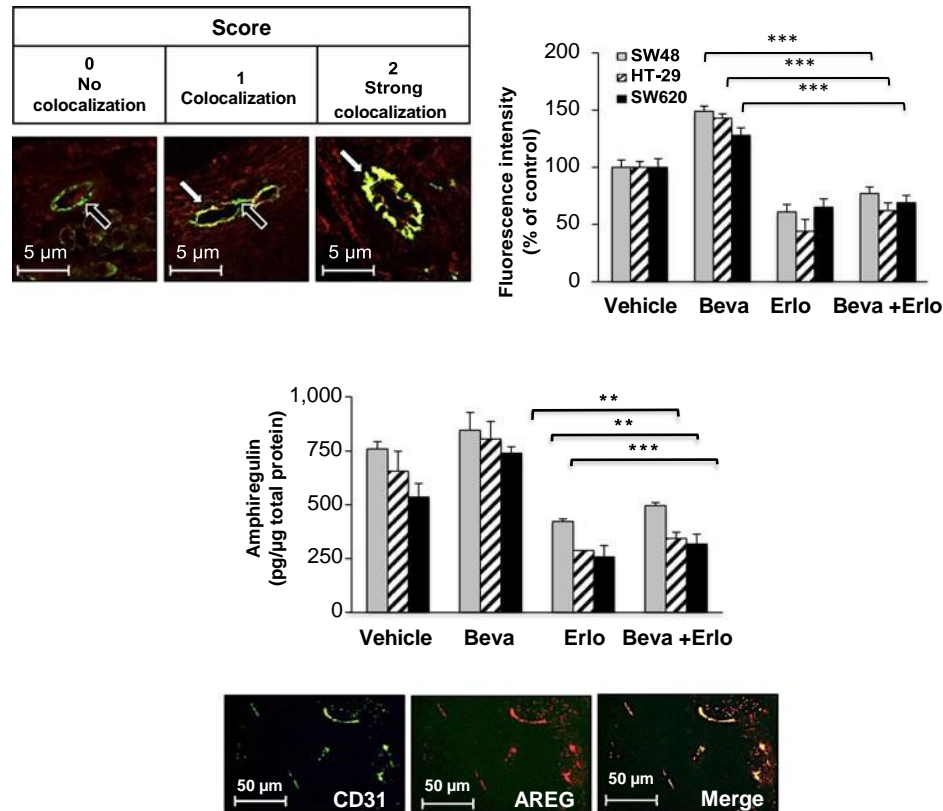 Score
0
No
colocalization
1
Colocalization
2
Strong
colocalization
5 µm
5 µm
5 µm
Fluorescence intensity
(% of control)
200
150
100
50
0
SW48
HT-29
SW620
***
***
***
Vehicle
Beva
Erlo
Beva +Erlo
Amphiregulin
(pg/µg total protein)
1,000
750
500
250
0
**
**
***
Vehicle
Beva
Erlo
Beva +Erlo
50 µm
CD31
50 µm
AREG
50 µm
Merge